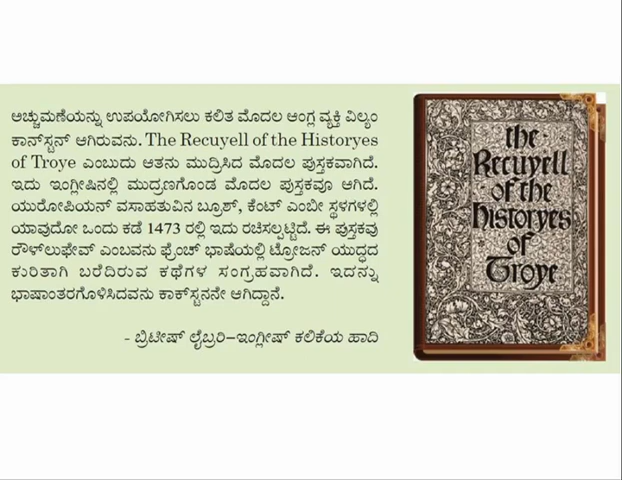 ಅಚ್ಚುಮಣೆಯನ್ನು ಉಪಯೋಗಿಸಲು ಕಲಿತ ಮೊದಲ ಆಂಗ್ಲ ವ್ಯಕ್ತಿ ವಿಲ್ಯಂ
ಕಾನ್‌ಸ್ಟನ್ ಆಗಿರುವನು. The Recuyell of the Historyes
of Troye ಎಂಬುದು ಆತನು ಮುದ್ರಿಸಿದ ಮೊದಲ ಪುಸ್ತಕವಾಗಿದೆ.
ಇದು ಇಂಗ್ಲೀಷಿನಲ್ಲಿ ಮುದ್ರಣಗೊಂಡ ಮೊದಲ ಪುಸ್ತಕವೂ ಆಗಿದೆ.
ಯುರೋಪಿಯನ್ ವಸಾಹತುವಿನ ಬ್ರೂಶ್, ಕೆಂಟ್ ಎಂಬೀ ಸ್ಥಳಗಳಲ್ಲಿ
ಯಾವುದೋ ಒಂದು ಕಡೆ 1473 ರಲ್ಲಿ ಇದು ರಚಿಸಲ್ಪಟ್ಟಿದೆ. ಈ ಪುಸ್ತಕವು
ರೌಳ್‌ಲುಫೇವ್ ಎಂಬವನು ಫ್ರೆಂಚ್ ಭಾಷೆಯಲ್ಲಿ ಟ್ರೋಜನ್ ಯುದ್ಧದ
ಕುರಿತಾಗಿ ಬರೆದಿರುವ ಕಥೆಗಳ ಸಂಗ್ರಹವಾಗಿದೆ. ಇದನ್ನು
ಭಾಷಾಂತರಗೊಳಿಸಿದವನು ಕಾಕ್‌ಸ್ಟನನೇ ಆಗಿದ್ದಾನೆ.
- ಬ್ರಿಟೀಷ್ ಲೈಬ್ರರಿ–ಇಂಗ್ಲೀಷ್ ಕಲಿಕೆಯ ಹಾದಿ
the
Recuyell
of the
historyes
of
Troye